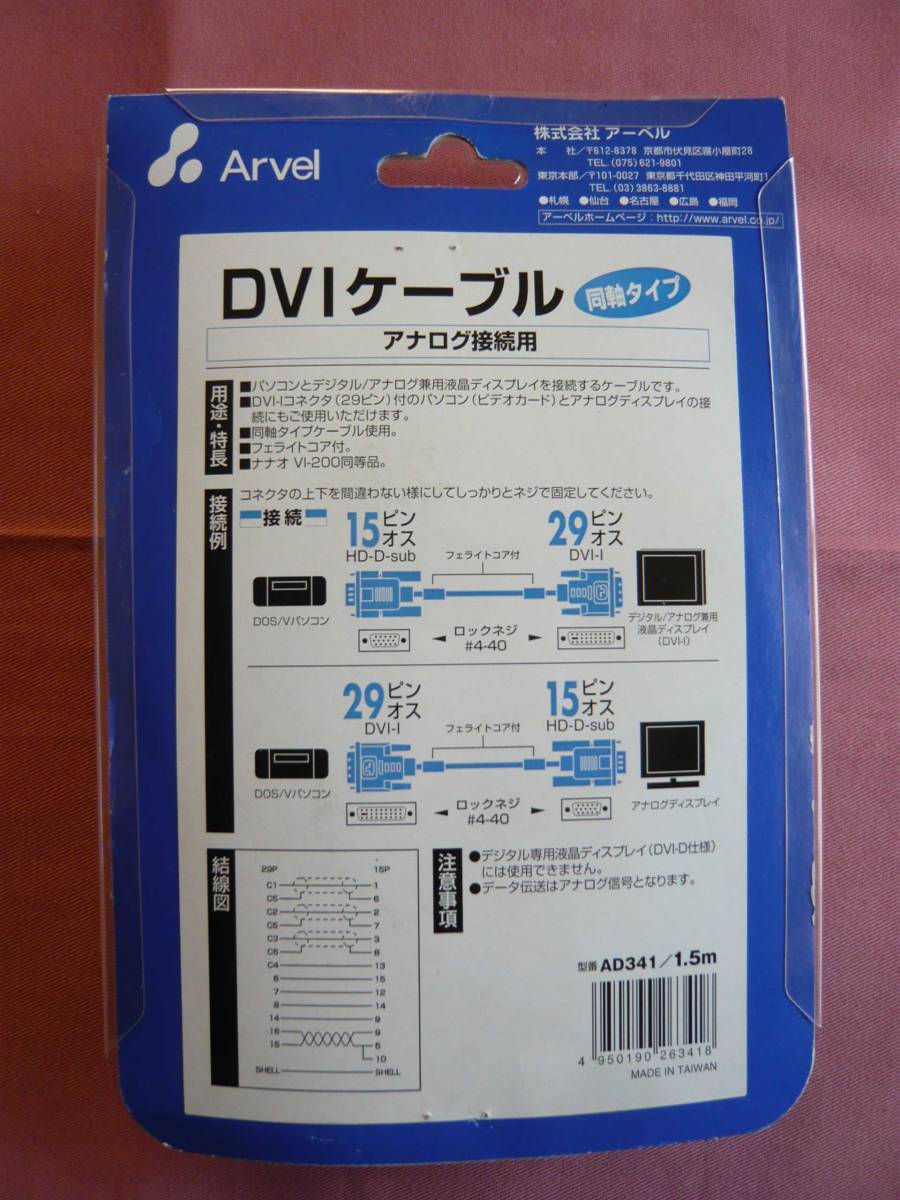 Arvel
株式会社 アーベル
本　社／〒612-8378 京都市伏見区寝小屋町28
TEL.(075)621-9801
東京本部／〒101-0027 東京都千代田区神田平河町1
TEL.(03)3863-8881
●札幌 ●仙台 ●名古屋 ●広島 ●福岡
アーベルホームページ：http://www.arvel.co.jp/
DVIケーブル
同軸タイプ
アナログ接続用
用途・特長
■パソコンとデジタル/アナログ兼用液晶ディスプレイを接続するケーブルです。
■DVI-Iコネクタ（29ピン）付のパソコン（ビデオカード）とアナログディスプレイの接
続にもご使用いただけます。
■同軸タイプケーブル使用。
■フェライトコア付。
■ナナオ VI-200同等品。
接続例
コネクタの上下を間違わない様にしてしっかりとネジで固定してください。
接続
15ピンオス
HD-D-sub
フェライトコア付
29ピンオス
DVI-I
DOS/Vパソコン
ロックネジ
#4-40
デジタル/アナログ兼用
液晶ディスプレイ
（DVI-I）
29ピンオス
DVI-I
フェライトコア付
15ピンオス
HD-D-sub
DOS/Vパソコン
ロックネジ
#4-40
アナログディスプレイ
結線図
29P 15P
C1 1
C5 6
C2 2
C5 7
C3 3
C5 8
C4 13
6 15
7 12
8 14
14 9
16 9
15 5
10
SHELL SHELL
注意事項
●デジタル専用液晶ディスプレイ（DVI-D仕様）
には使用できません。
●データ伝送はアナログ信号となります。
型番 AD341／1.5m
4 950190 263418
MADE IN TAIWAN